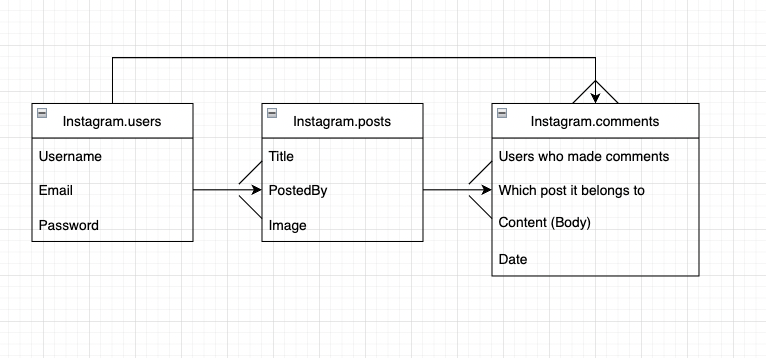 Instagram.users
Username
Email
Password
Instagram.posts
Title
PostedBy
Image
Instagram.comments
Users who made comments
Which post it belongs to
Content (Body)
Date